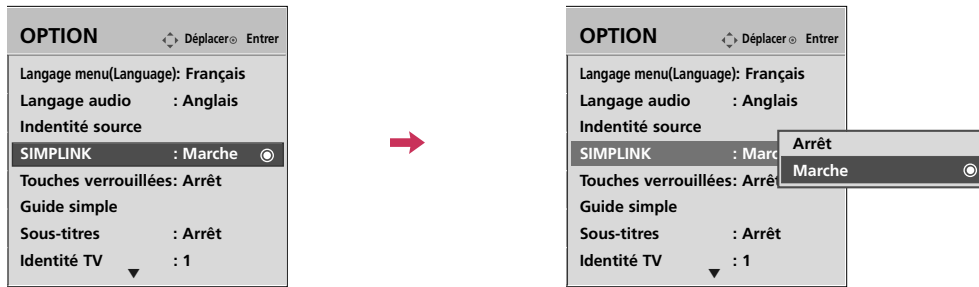 OPTION Déplacer Entrer
Langage menu(Language): Français
Langage audio : Anglais
Indentité source
SIMPLINK : Marche
Touches verrouillées: Arrêt
Guide simple
Sous-titres : Arrêt
Identité TV : 1
OPTION Déplacer Entrer
Langage menu(Language): Français
Langage audio : Anglais
Indentité source
SIMPLINK : Marc
Touches verrouillées: Arrêt
Guide simple
Sous-titres : Arrêt
Identité TV : 1
Arrêt
Marche